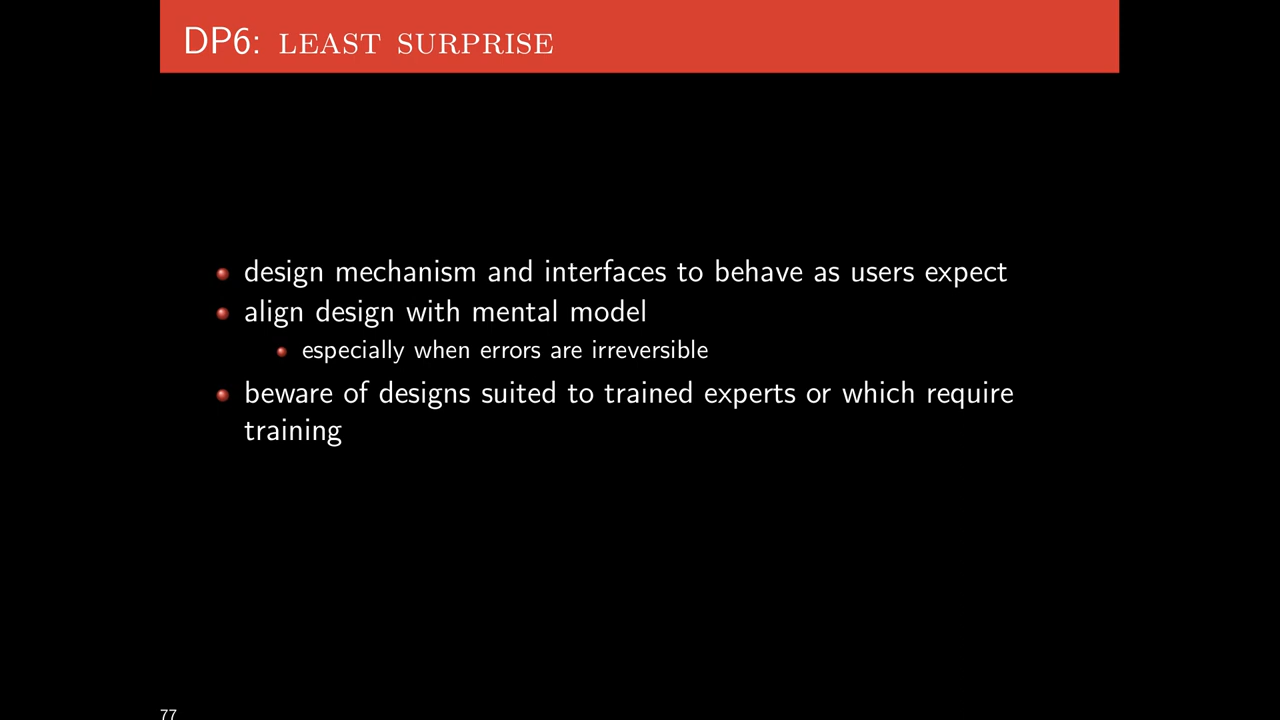 DP6: LEAST SURPRISE
design mechanism and interfaces to behave as users expect
align design with mental model
especially when errors are irreversible
beware of designs suited to trained experts or which require
training
77